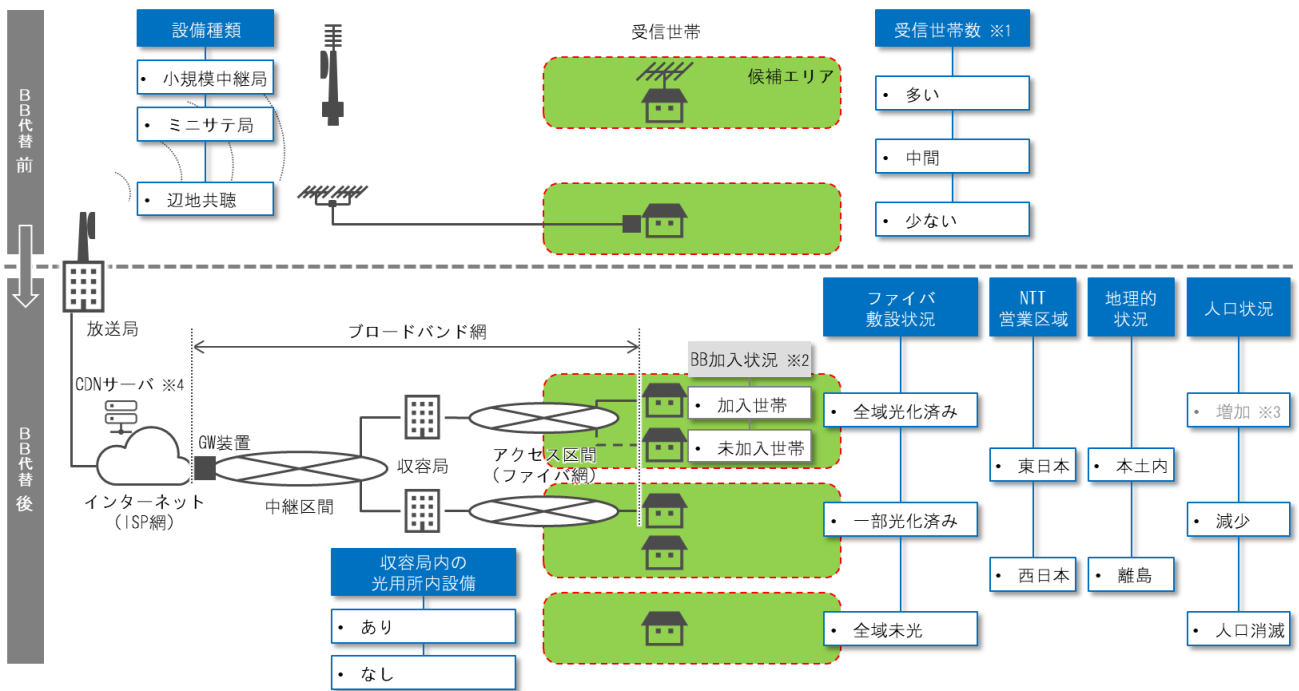 BB代替 前
設備種類
• 小規模中継局
• ミニサテ局
• 辺地共聴
受信世帯
候補エリア
受信世帯数 ※1
• 多い
• 中間
• 少ない
BB代替 後
放送局
ブロードバンド網
CDNサーバ ※4
GW装置
インターネット
(ISP網)
中継区間
収容局
アクセス区間
(ファイバ網)
BB加入状況 ※2
• 加入世帯
• 未加入世帯
収容局内の
光用所内設備
• あり
• なし
ファイバ
敷設状況
• 全域光化済み
• 一部光化済み
• 全域未光
NTT
営業区域
• 東日本
• 西日本
地理的
状況
• 本土内
• 離島
人口状況
• 増加 ※3
• 減少
• 人口消滅